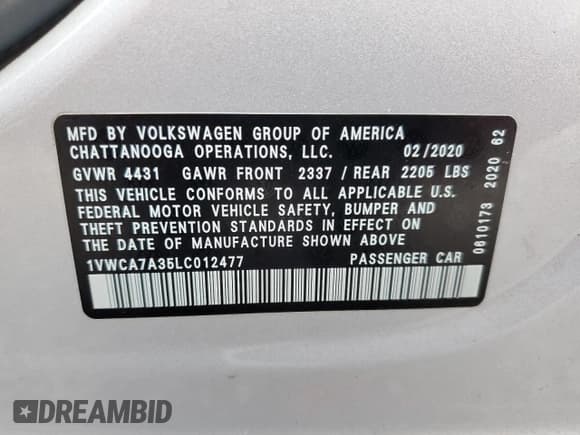 MFD BY VOLKSWAGEN GROUP OF AMERICA
CHATTANOOGA OPERATIONS, LLC. 02/2020
GVWR 4431 GAWR FRONT 2337 / REAR 2205 LBS
THIS VEHICLE CONFORMS TO ALL APPLICABLE U.S.
FEDERAL MOTOR VEHICLE SAFETY, BUMPER AND
THEFT PREVENTION STANDARDS IN EFFECT ON
THE DATE OF MANUFACTURE SHOWN ABOVE.
1VWCA7A35LC012477 PASSENGER CAR
0610173 2020 62
DREAMBID